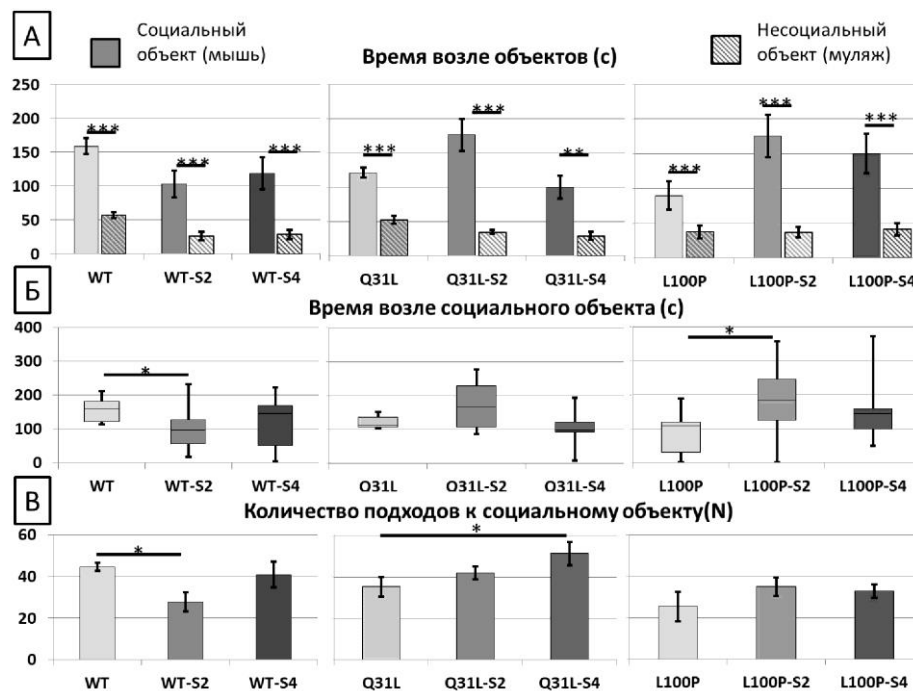 А
Социальный
объект (мышь)
Время возле объектов (с)
Несоциальный
объект (муляж)
250
200
150
100
50
0
*** *** ***
*** *** **
*** *** ***
WT WT-S2 WT-S4
Q31L Q31L-S2 Q31L-S4
L100P L100P-S2 L100P-S4
Б
Время возле социального объекта (с)
400
300
200
100
0
*
*
WT WT-S2 WT-S4
O31L O31L-S2 O31L-S4
L100P L100P-S2 L100P-S4
В
Количество подходов к социальному объекту(N)
60
40
20
0
*
*
WT WT-S2 WT-S4
Q31L Q31L-S2 Q31L-S4
L100P L100P-S2 L100P-S4